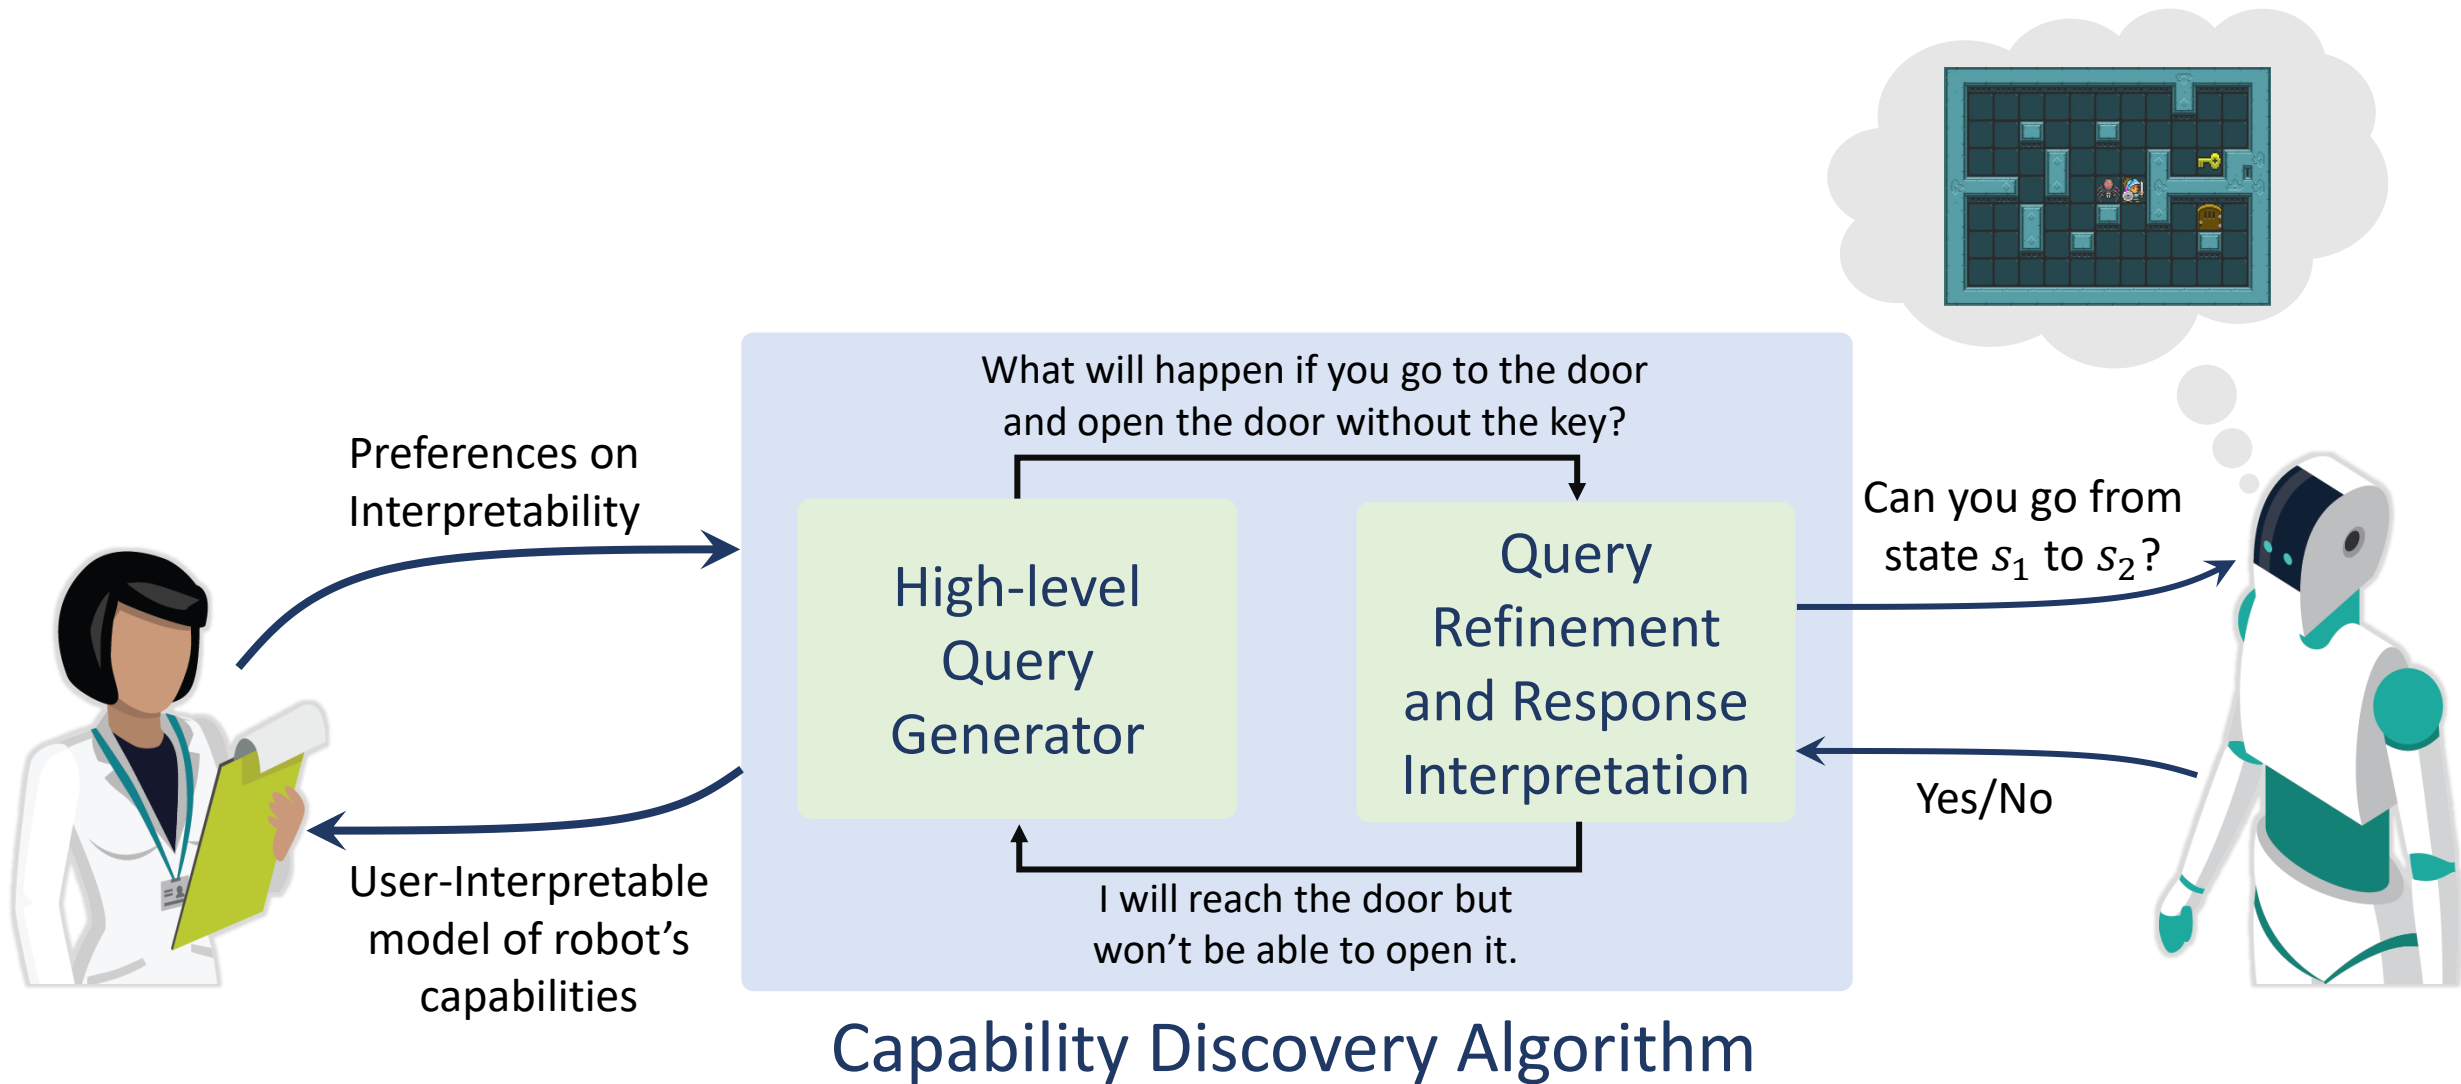 What will happen if you go to the door
and open the door without the key?
Preferences on
Interpretability
High-level
Query
Generator
Query
Refinement
and Response
Interpretation
Can you go from
state s₁ to s₂?
Yes/No
User-Interpretable
model of robot’s
capabilities
I will reach the door but
won’t be able to open it.
Capability Discovery Algorithm